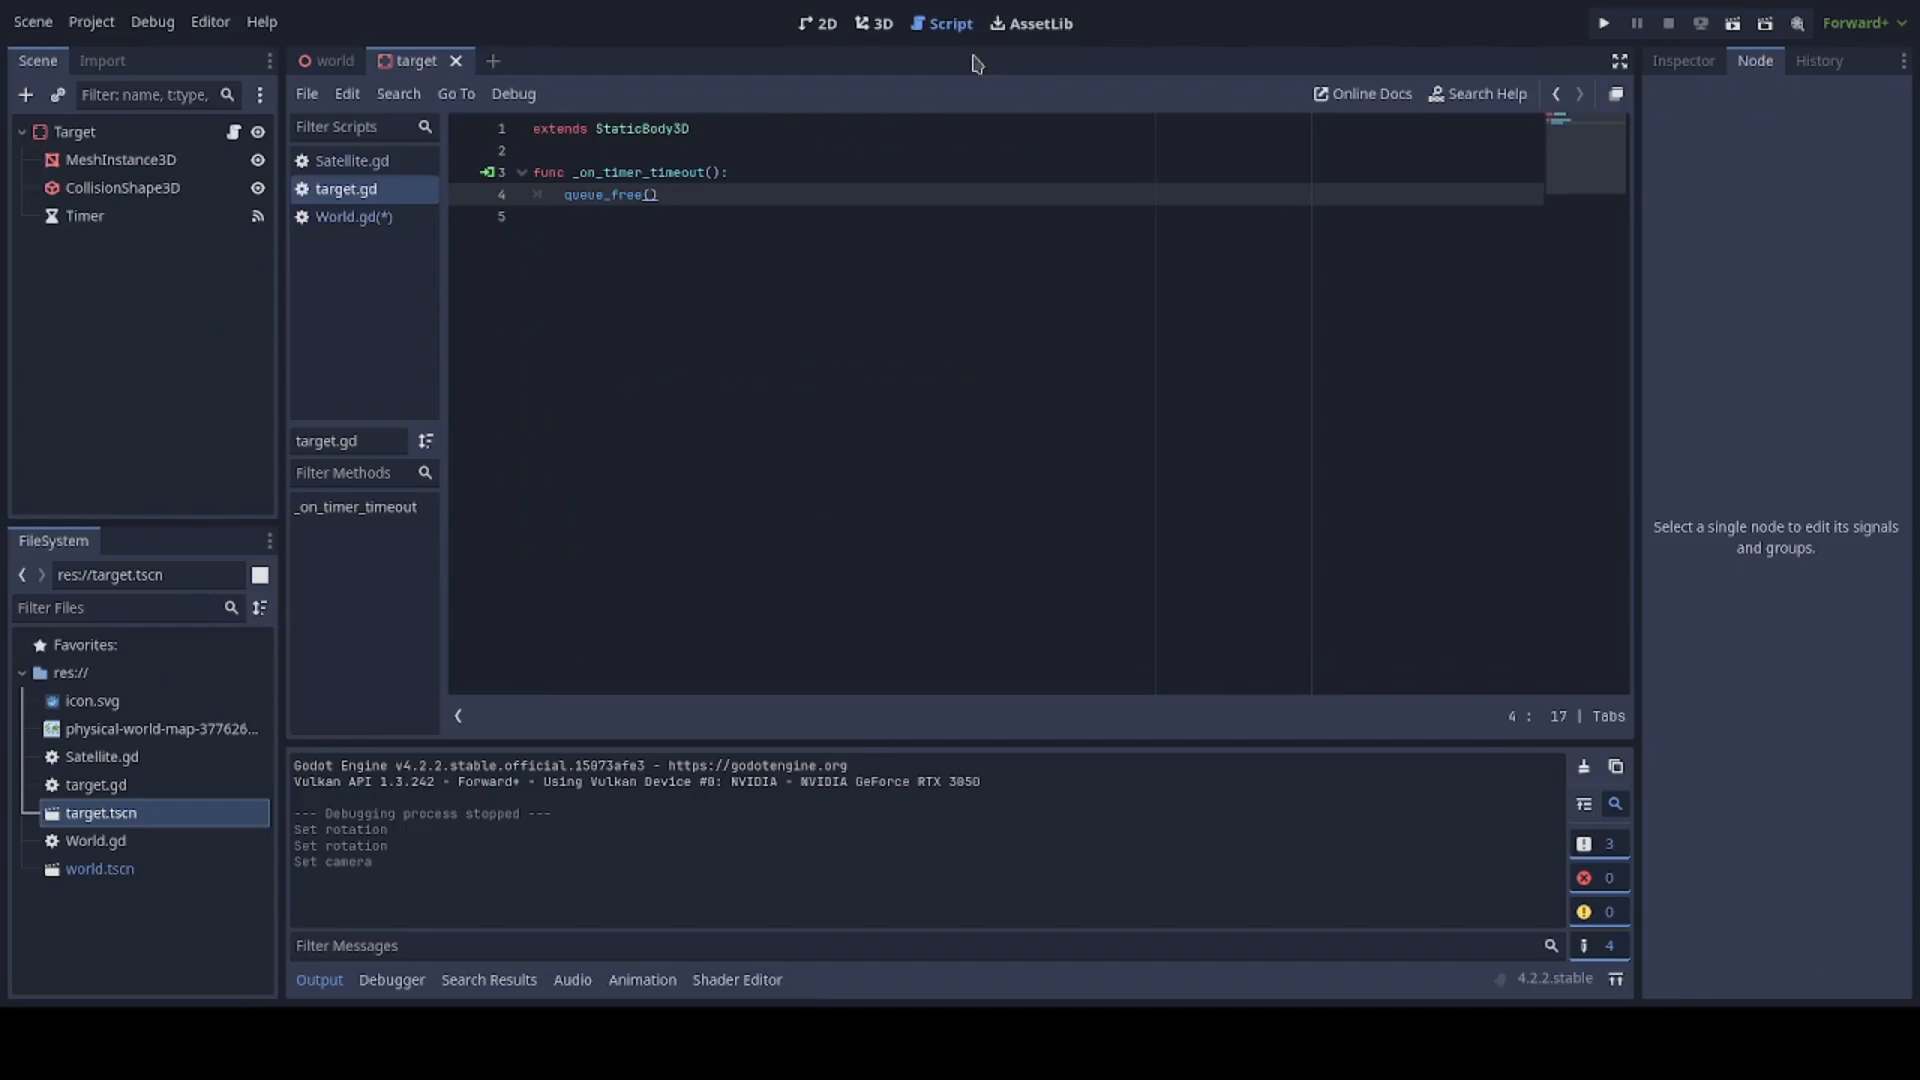 Scene Project Debug Editor Help
2D 3D Script AssetLib
Forward+
Scene Import
world target
Inspector Node History
Filter: name, t:type,
File Edit Search Go To Debug
Online Docs Search Help
Target
MeshInstance3D
CollisionShape3D
Timer
Filter Scripts
Satellite.gd
target.gd
World.gd(*)
1 extends StaticBody3D
2
3 func _on_timer_timeout():
4 queue_free()
5
target.gd
Filter Methods
_on_timer_timeout
4 : 17 | Tabs
Select a single node to edit its signals
and groups.
FileSystem
res://target.tscn
Filter Files
Favorites:
res://
icon.svg
physical-world-map-377626...
Satellite.gd
target.gd
target.tscn
World.gd
world.tscn
Godot Engine v4.2.2.stable.official.15073afe3 - https://godotengine.org
Vulkan API 1.3.242 - Forward+ - Using Vulkan Device #0: NVIDIA - NVIDIA GeForce RTX 3050
--- Debugging process stopped ---
Set rotation
Set rotation
Set camera
3
0
0
4
Filter Messages
Output Debugger Search Results Audio Animation Shader Editor
4.2.2.stable